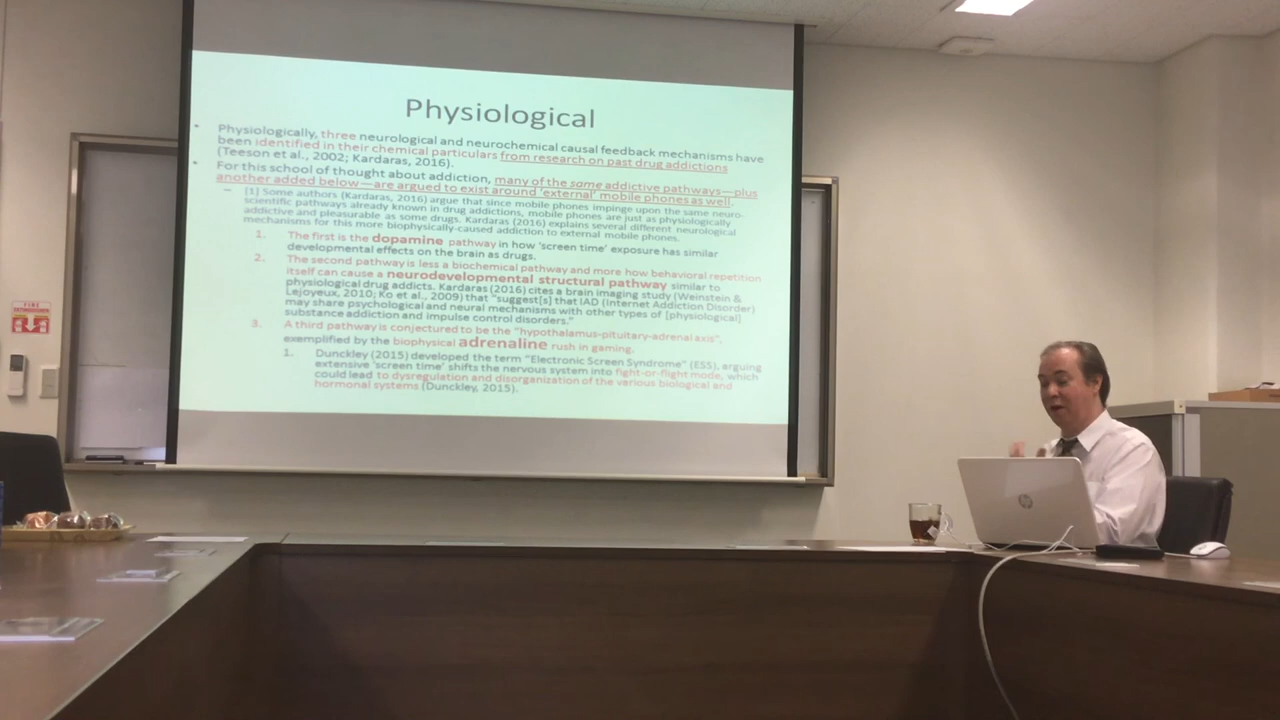 Physiological
• Physiologically, three neurological and neurochemical causal feedback mechanisms have
been identified in their chemical particulars from research on past drug addictions
(Teeson et al., 2002; Kardaras, 2016).
• For this school of thought about addiction, many of the same addictive pathways—plus
another added below—are argued to exist around 'external' mobile phones as well.
– [1] Some authors (Kardaras, 2016) argue that since mobile phones impinge upon the same neuro-
scientific pathways already known in drug addictions, mobile phones are just as physiologically
addictive and pleasurable as some drugs. Kardaras (2016) explains several different neurological
mechanisms for this more biophysically-caused addiction to external mobile phones.
1. The first is the dopamine pathway in how 'screen time' exposure has similar
developmental effects on the brain as drugs.
2. The second pathway is less a biochemical pathway and more how behavioral repetition
itself can cause a neurodevelopmental structural pathway similar to
physiological drug addicts. Kardaras (2016) cites a brain imaging study (Weinstein &
Lejoyeux, 2010; Ko et al., 2009) that "suggest[s] that IAD (Internet Addiction Disorder)
may share psychological and neural mechanisms with other types of [physiological]
substance addiction and impulse control disorders."
3. A third pathway is conjectured to be the "hypothalamus-pituitary-adrenal axis",
exemplified by the biophysical adrenaline rush in gaming.
1. Dunckley (2015) developed the term "Electronic Screen Syndrome" (ESS), arguing
extensive 'screen time' shifts the nervous system into fight-or-flight mode, which
could lead to dysregulation and disorganization of the various biological and
hormonal systems (Dunckley, 2015).
FIRE
hp